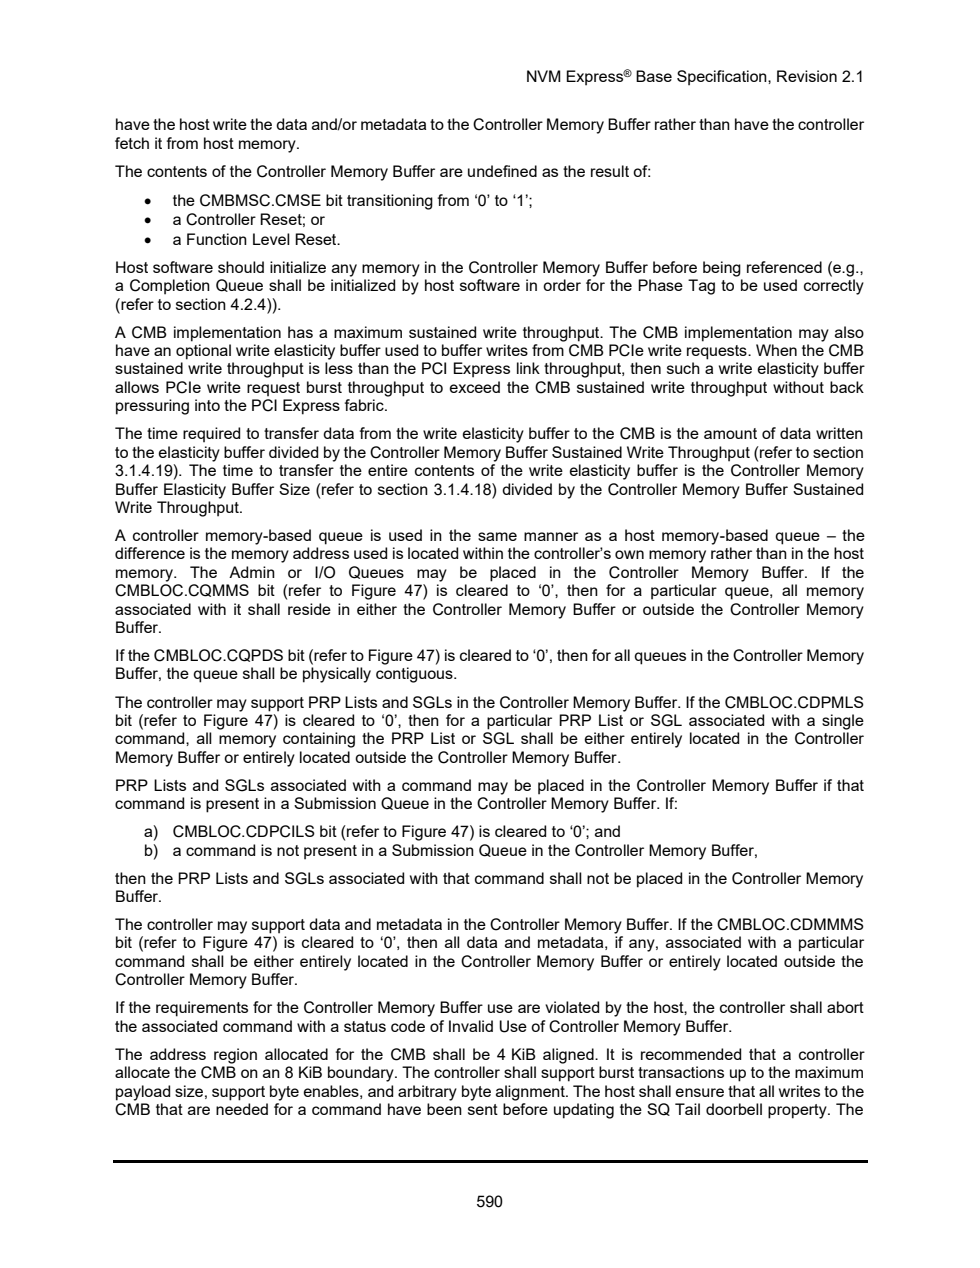 NVM Express® Base Specification, Revision 2.1
have the host write the data and/or metadata to the Controller Memory Buffer rather than have the controller
fetch it from host memory.
The contents of the Controller Memory Buffer are undefined as the result of:
• the CMBMSC.CMSE bit transitioning from ‘0’ to ‘1’;
• a Controller Reset; or
• a Function Level Reset.
Host software should initialize any memory in the Controller Memory Buffer before being referenced (e.g.,
a Completion Queue shall be initialized by host software in order for the Phase Tag to be used correctly
(refer to section 4.2.4)).
A CMB implementation has a maximum sustained write throughput. The CMB implementation may also
have an optional write elasticity buffer used to buffer writes from CMB PCIe write requests. When the CMB
sustained write throughput is less than the PCI Express link throughput, then such a write elasticity buffer
allows PCIe write request burst throughput to exceed the CMB sustained write throughput without back
pressuring into the PCI Express fabric.
The time required to transfer data from the write elasticity buffer to the CMB is the amount of data written
to the elasticity buffer divided by the Controller Memory Buffer Sustained Write Throughput (refer to section
3.1.4.19). The time to transfer the entire contents of the write elasticity buffer is the Controller Memory
Buffer Elasticity Buffer Size (refer to section 3.1.4.18) divided by the Controller Memory Buffer Sustained
Write Throughput.
A controller memory-based queue is used in the same manner as a host memory-based queue – the
difference is the memory address used is located within the controller’s own memory rather than in the host
memory. The Admin or I/O Queues may be placed in the Controller Memory Buffer. If the
CMBLOC.CQMMS bit (refer to Figure 47) is cleared to ‘0’, then for a particular queue, all memory
associated with it shall reside in either the Controller Memory Buffer or outside the Controller Memory
Buffer.
If the CMBLOC.CQPDS bit (refer to Figure 47) is cleared to ‘0’, then for all queues in the Controller Memory
Buffer, the queue shall be physically contiguous.
The controller may support PRP Lists and SGLs in the Controller Memory Buffer. If the CMBLOC.CDPMLS
bit (refer to Figure 47) is cleared to ‘0’, then for a particular PRP List or SGL associated with a single
command, all memory containing the PRP List or SGL shall be either entirely located in the Controller
Memory Buffer or entirely located outside the Controller Memory Buffer.
PRP Lists and SGLs associated with a command may be placed in the Controller Memory Buffer if that
command is present in a Submission Queue in the Controller Memory Buffer. If:
a) CMBLOC.CDPCILS bit (refer to Figure 47) is cleared to ‘0’; and
b) a command is not present in a Submission Queue in the Controller Memory Buffer,
then the PRP Lists and SGLs associated with that command shall not be placed in the Controller Memory
Buffer.
The controller may support data and metadata in the Controller Memory Buffer. If the CMBLOC.CDMMMS
bit (refer to Figure 47) is cleared to ‘0’, then all data and metadata, if any, associated with a particular
command shall be either entirely located in the Controller Memory Buffer or entirely located outside the
Controller Memory Buffer.
If the requirements for the Controller Memory Buffer use are violated by the host, the controller shall abort
the associated command with a status code of Invalid Use of Controller Memory Buffer.
The address region allocated for the CMB shall be 4 KiB aligned. It is recommended that a controller
allocate the CMB on an 8 KiB boundary. The controller shall support burst transactions up to the maximum
payload size, support byte enables, and arbitrary byte alignment. The host shall ensure that all writes to the
CMB that are needed for a command have been sent before updating the SQ Tail doorbell property. The
590